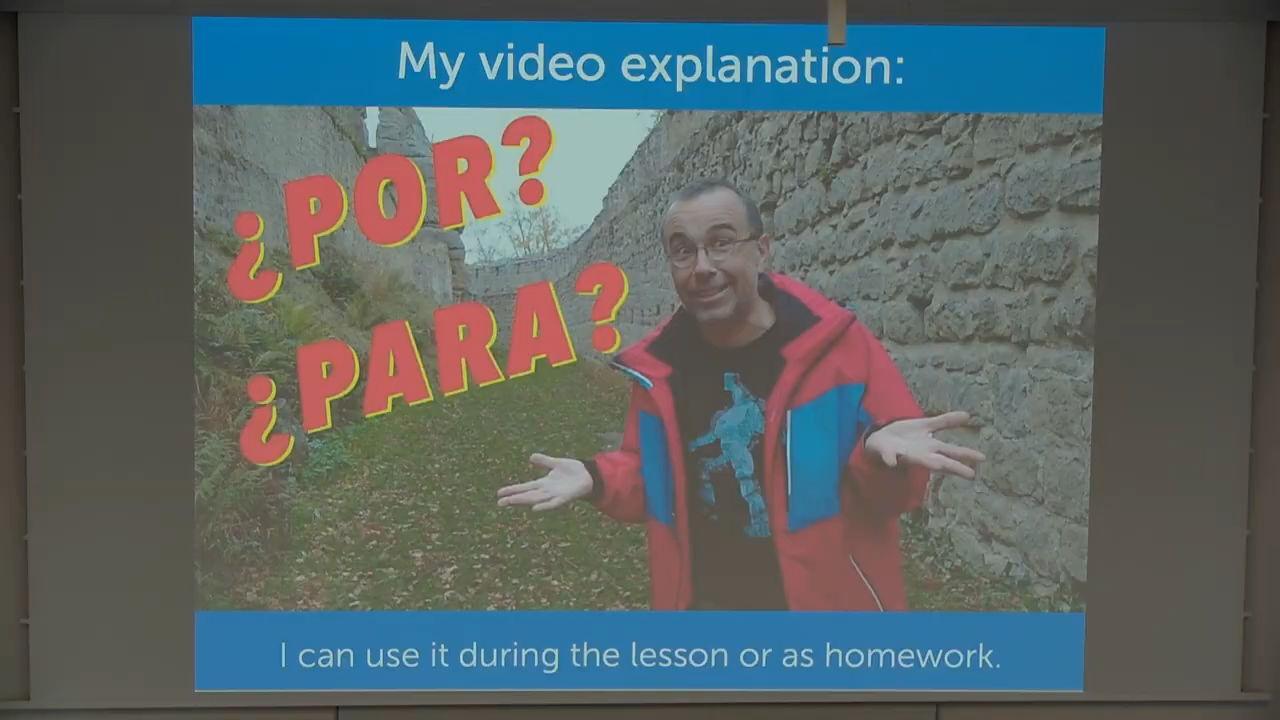 My video explanation:
¿POR?
¿PARA?
I can use it during the lesson or as homework.